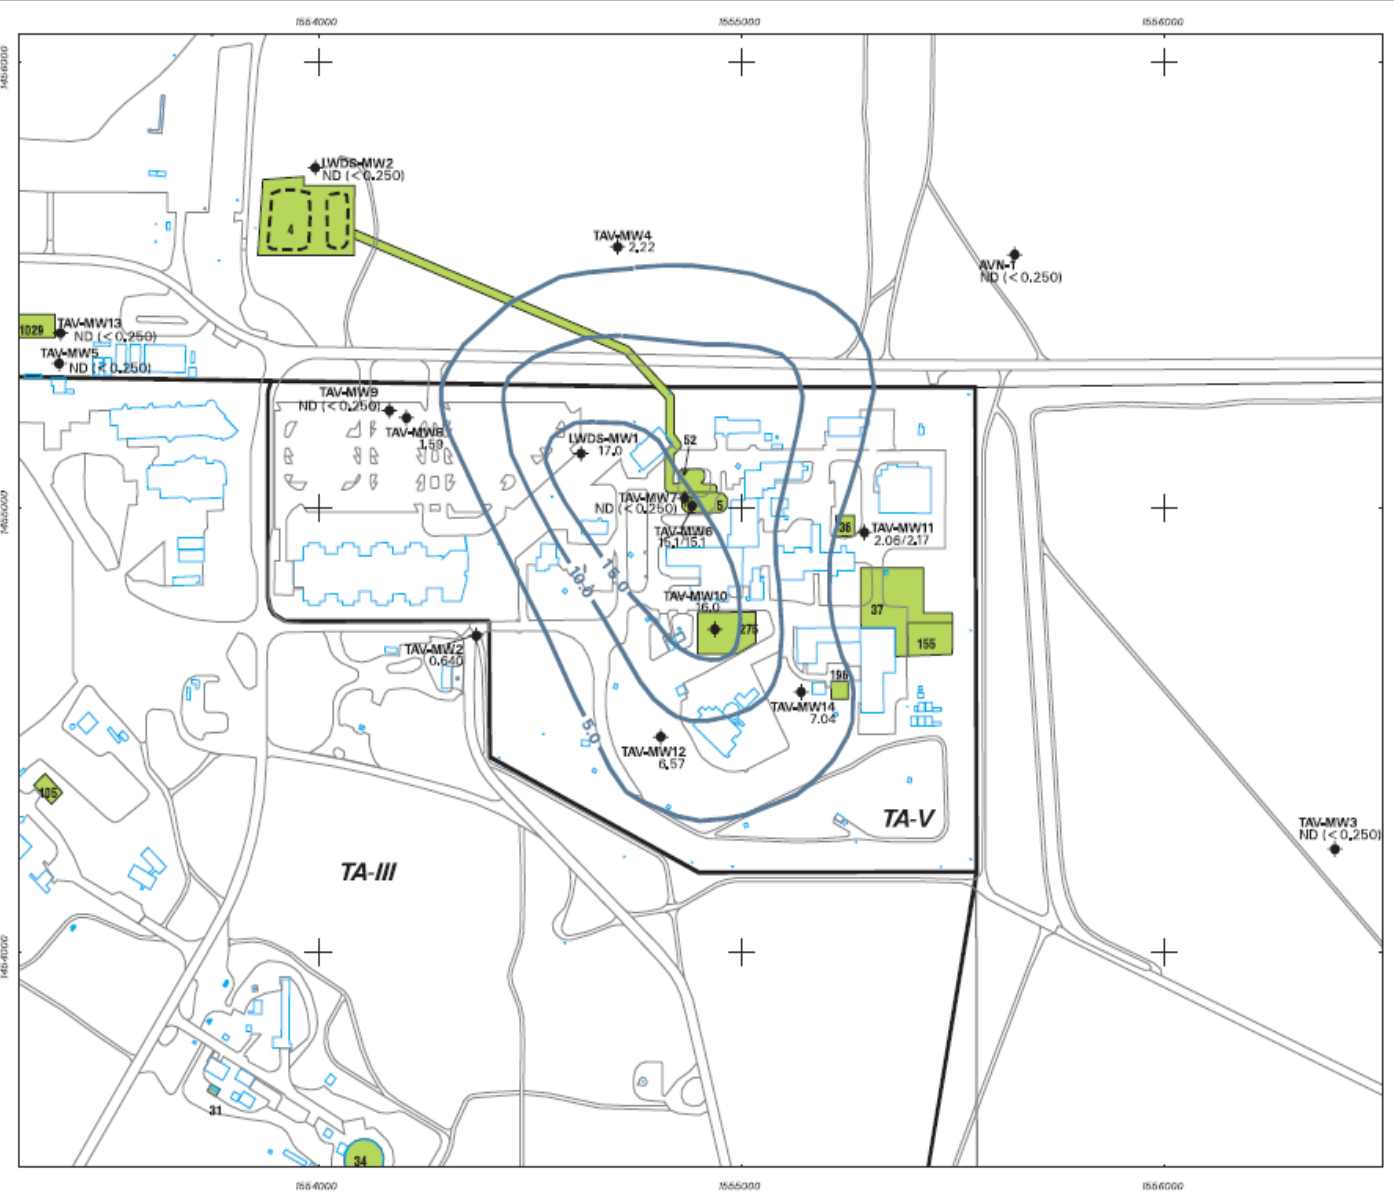 1554000
1555000
1556000
1456000
LWDS-MW2
ND (<0.250)
4
TAV-MW4
2.22
AVN-1
ND (<0.250)
1029
TAV-MW13
ND (<0.250)
TAV-MW5
ND (<0.250)
TAV-MW9
ND (<0.250)
TAV-MW8
1.59
LWDS-MW1
17.0
52
TAV-MW7
ND (<0.250)
5
1455000
TAV-MW6
15.1/15.1
36
TAV-MW11
2.06/2.17
10.0
15.0
TAV-MW10
16.0
275
37
155
TAV-MW2
0.640
196
TAV-MW14
7.04
5.0
TAV-MW12
6.57
105
TA-V
TAV-MW3
ND (<0.250)
TA-III
1454000
31
34
1554000
1555000
1556000